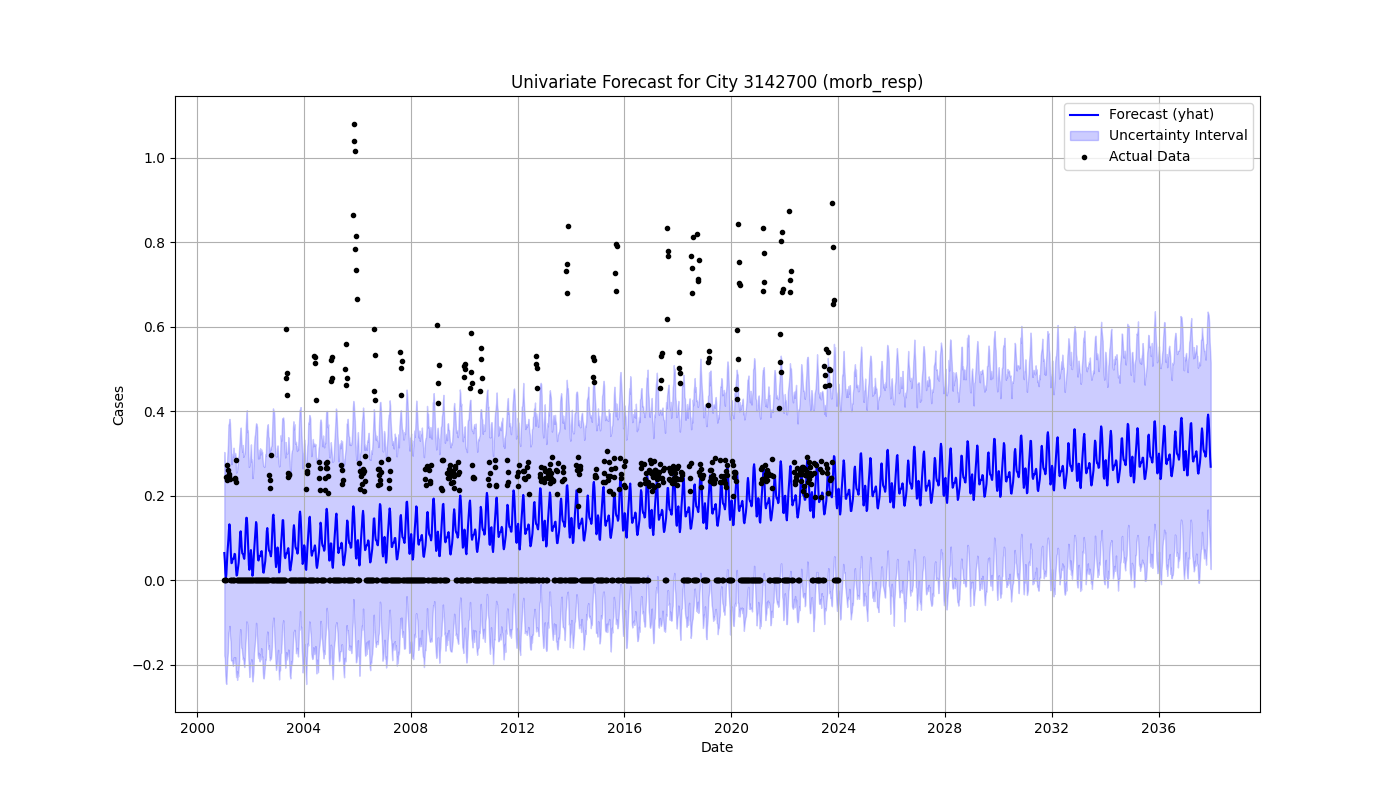 Univariate Forecast for City 3142700 (morb_resp)
Forecast (yhat)
Uncertainty Interval
Actual Data
Cases
1.0
0.8
0.6
0.4
0.2
0.0
−0.2
2000 2004 2008 2012 2016 2020 2024 2028 2032 2036
Date